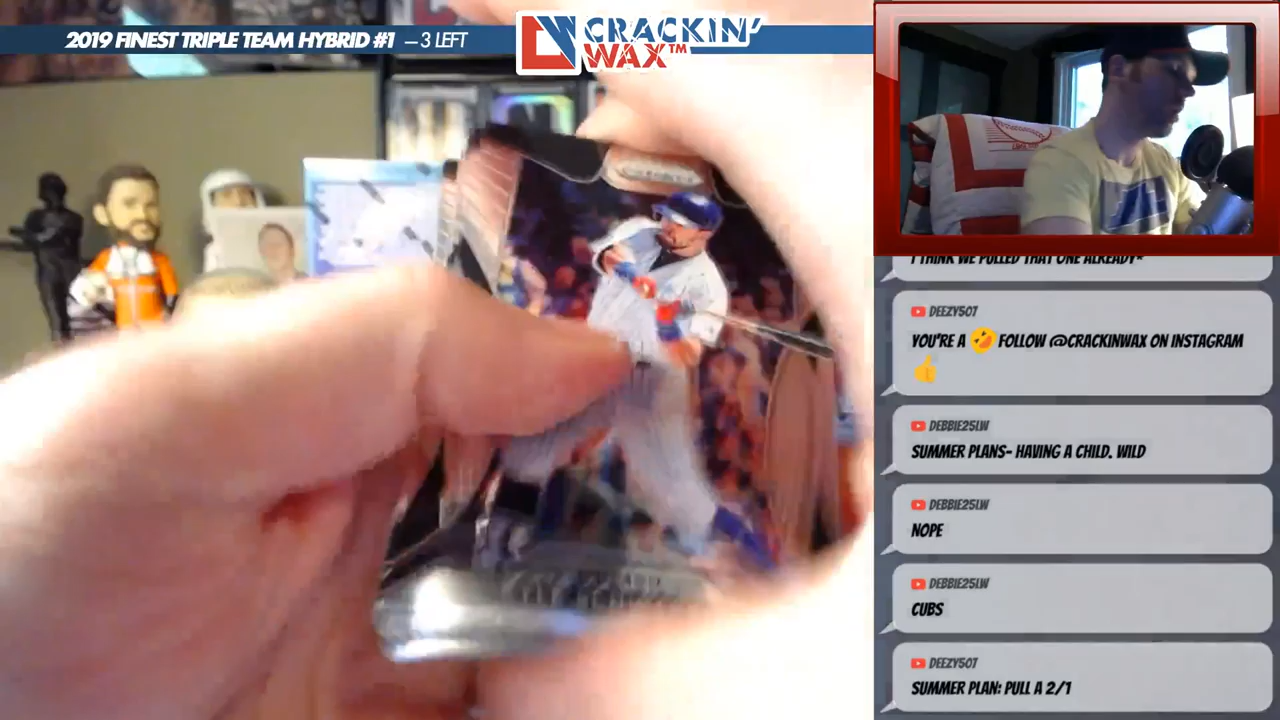 2019 FINEST TRIPLE TEAM HYBRID #1 – 3 LEFT
CRACKIN'
WAX™
I THINK WE PULLED THAT ONE ALREADY*
DEEZY507
YOU'RE A 🤣 FOLLOW @CRACKINWAX ON INSTAGRAM
👍
DEBBIE25LW
SUMMER PLANS- HAVING A CHILD. WILD
DEBBIE25LW
NOPE
DEBBIE25LW
CUBS
DEEZY507
SUMMER PLAN: PULL A 2/1